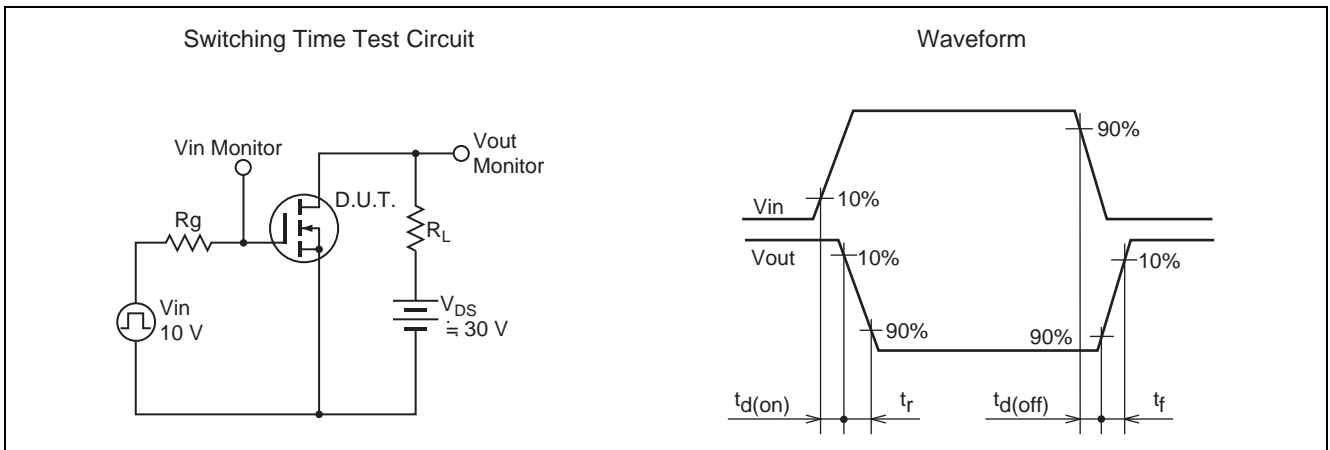 Switching Time Test Circuit
Vin Monitor
Vout
Monitor
D.U.T.
Rg
RL
Vin
10 V
VDS
≒ 30 V
Waveform
90%
10%
Vin
Vout
10%
10%
90%
90%
td(on)
tr
td(off)
tf